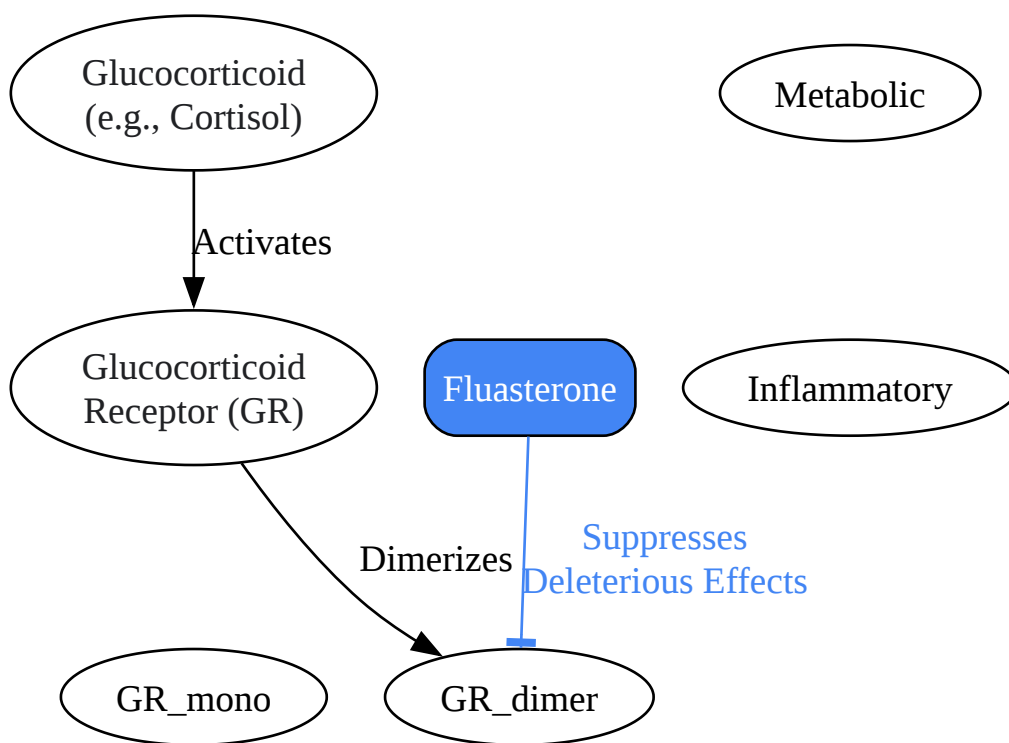 Glucocorticoid
(e.g., Cortisol)
Metabolic
Activates
Glucocorticoid
Receptor (GR)
Fluasterone
Inflammatory
Dimerizes
Suppresses
Deleterious Effects
GR_mono
GR_dimer